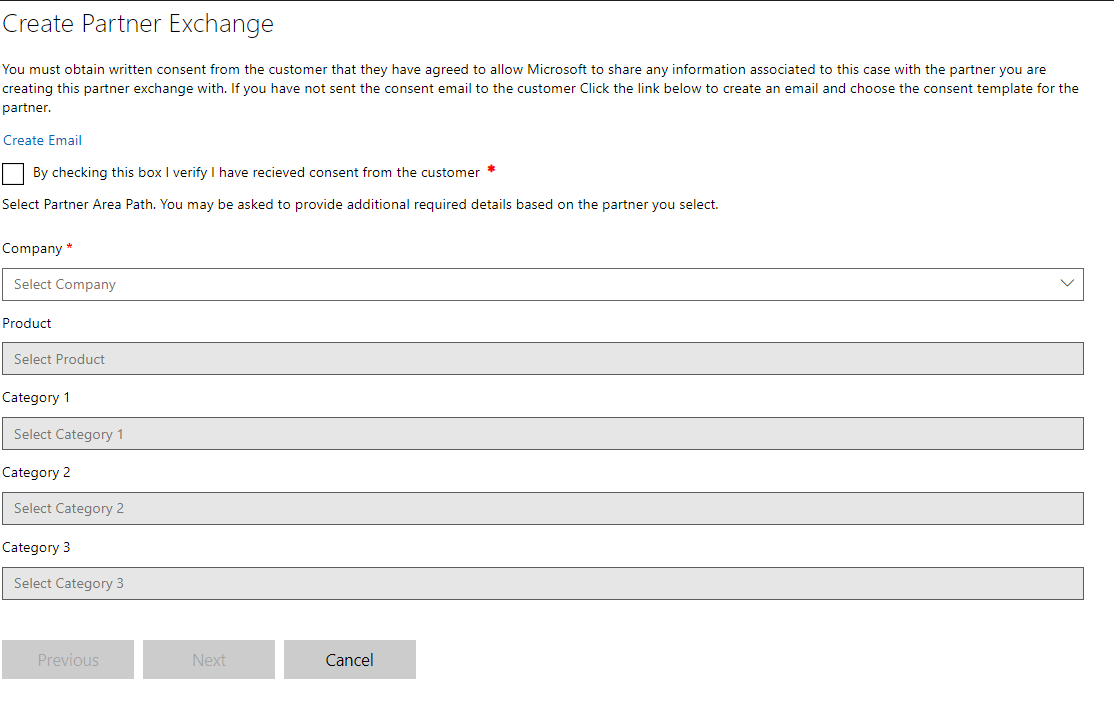 Create Partner Exchange
You must obtain written consent from the customer that they have agreed to allow Microsoft to share any information associated to this case with the partner you are
creating this partner exchange with. If you have not sent the consent email to the customer Click the link below to create an email and choose the consent template for the
partner.
Create Email
By checking this box I verify I have recieved consent from the customer *
Select Partner Area Path. You may be asked to provide additional required details based on the partner you select.
Company *
Select Company
Product
Select Product
Category 1
Select Category 1
Category 2
Select Category 2
Category 3
Select Category 3
Previous Next Cancel